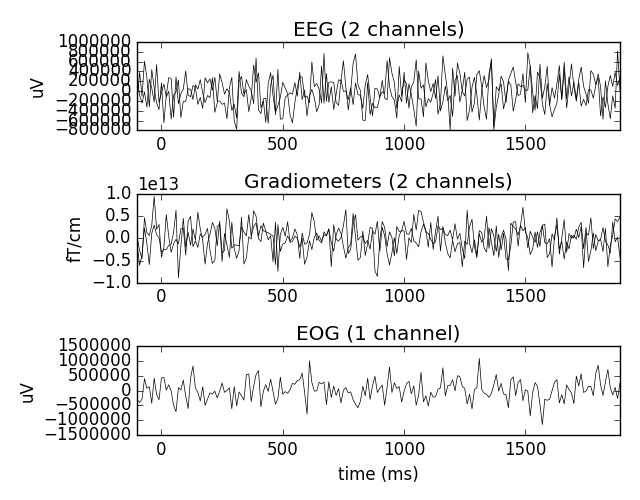 EEG (2 channels)
1000000
800000
600000
400000
200000
0
−200000
−400000
−600000
−800000
uV
0 500 1000 1500
1e13
Gradiometers (2 channels)
1.0
0.5
0.0
−0.5
−1.0
fT/cm
0 500 1000 1500
EOG (1 channel)
1500000
1000000
500000
0
−500000
−1000000
−1500000
uV
0 500 1000 1500
time (ms)